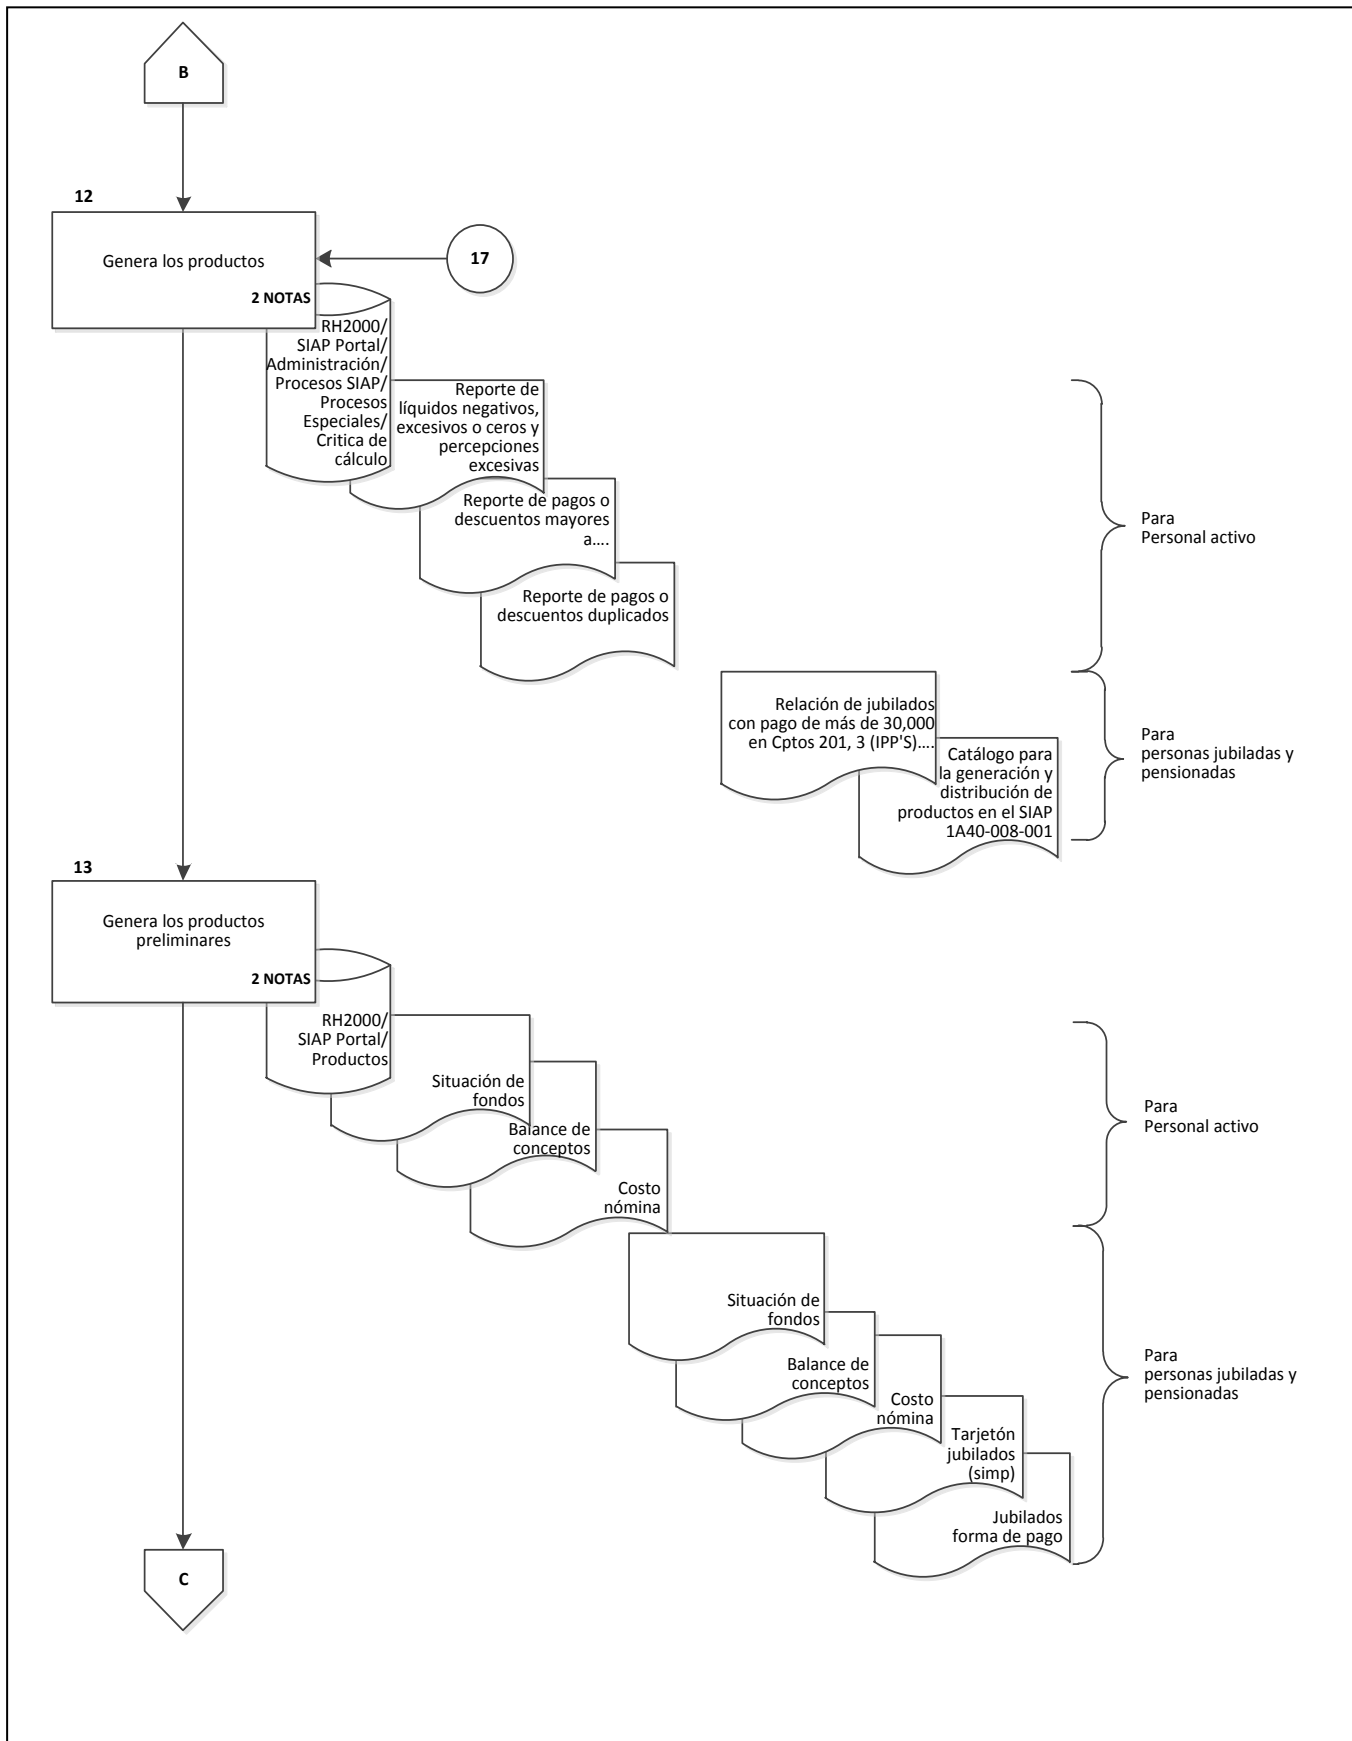 B
12
Genera los productos
17
2 NOTAS
RH2000/
SIAP Portal/
Administración/
Procesos SIAP/
Procesos
Especiales/
Critica de
cálculo
Reporte de
líquidos negativos,
excesivos o ceros y
percepciones
excesivas
Reporte de pagos o
descuentos mayores
a....
Reporte de pagos o
descuentos duplicados
Para
Personal activo
Relación de jubilados
con pago de más de 30,000
en Cptos 201, 3 (IPP'S)....
Catálogo para
la generación y
distribución de
productos en el SIAP
1A40-008-001
Para
personas jubiladas y
pensionadas
13
Genera los productos
preliminares
2 NOTAS
RH2000/
SIAP Portal/
Productos
Situación de
fondos
Balance de
conceptos
Costo
nómina
Para
Personal activo
Situación de
fondos
Balance de
conceptos
Costo
nómina
Tarjetón
jubilados
(simp)
Jubilados
forma de pago
Para
personas jubiladas y
pensionadas
C